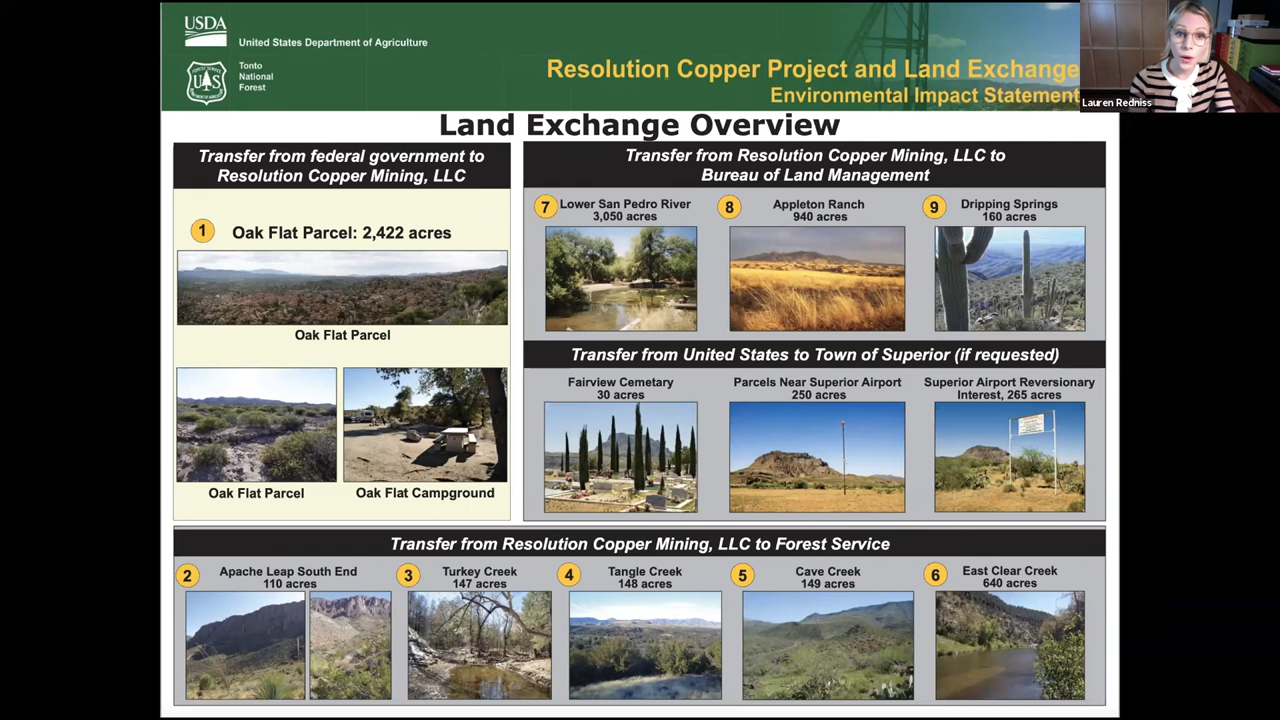 USDA
United States Department of Agriculture
FOREST SERVICE
U S
DEPARTMENT OF AGRICULTURE
Tonto
National
Forest
Resolution Copper Project and Land Exchange
Environmental Impact Statement
Lauren Redniss
Land Exchange Overview
Transfer from federal government to
Resolution Copper Mining, LLC
1 Oak Flat Parcel: 2,422 acres
Oak Flat Parcel
Oak Flat Parcel
Oak Flat Campground
Transfer from Resolution Copper Mining, LLC to
Bureau of Land Management
7 Lower San Pedro River
3,050 acres
8 Appleton Ranch
940 acres
9 Dripping Springs
160 acres
Transfer from United States to Town of Superior (if requested)
Fairview Cemetary
30 acres
Parcels Near Superior Airport
250 acres
Superior Airport Reversionary
Interest, 265 acres
Transfer from Resolution Copper Mining, LLC to Forest Service
2 Apache Leap South End
110 acres
3 Turkey Creek
147 acres
4 Tangle Creek
148 acres
5 Cave Creek
149 acres
6 East Clear Creek
640 acres